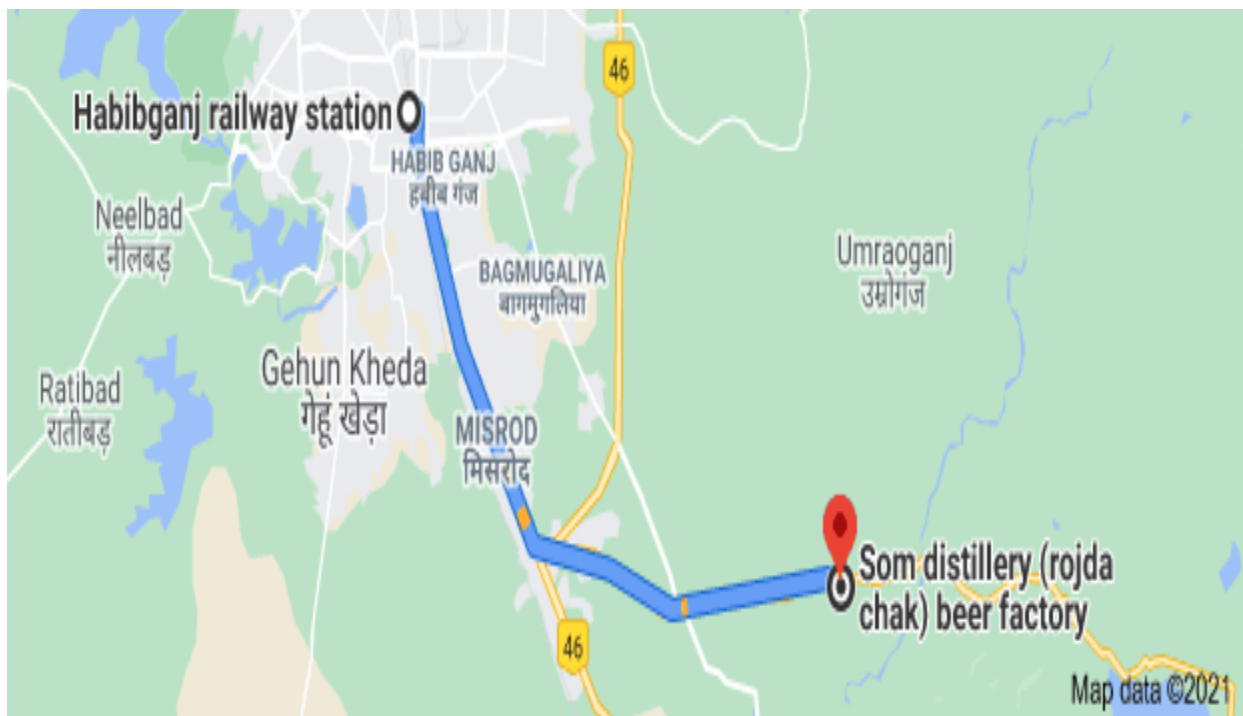 46
Habibganj railway station
HABIB GANJ
हबीब गंज
Neelbad
नीलबड़
Umraoganj
उम्रोगंज
BAGMUGALIYA
बागमुगलिया
Gehun Kheda
गेहूं खेड़ा
Ratibad
रातीबड़
MISROD
मिसरोद
Som distillery (rojda
chak) beer factory
46
Map data ©2021